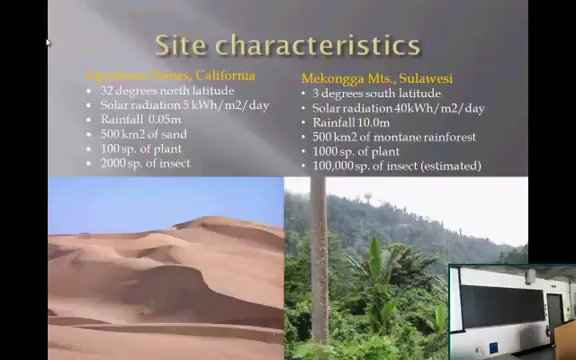 Site characteristics
Dunes, California
32 degrees north latitude
Solar radiation 5 kWh/m2/day
Rainfall 0.05m
500 km2 of sand
100 sp. of plant
2000 sp. of insect
Mekongga Mts., Sulawesi
3 degrees south latitude
Solar radiation 40kWh/m2/day
Rainfall 10.0m
500 km2 of montane rainforest
1000 sp. of plant
100,000 sp. of insect (estimated)